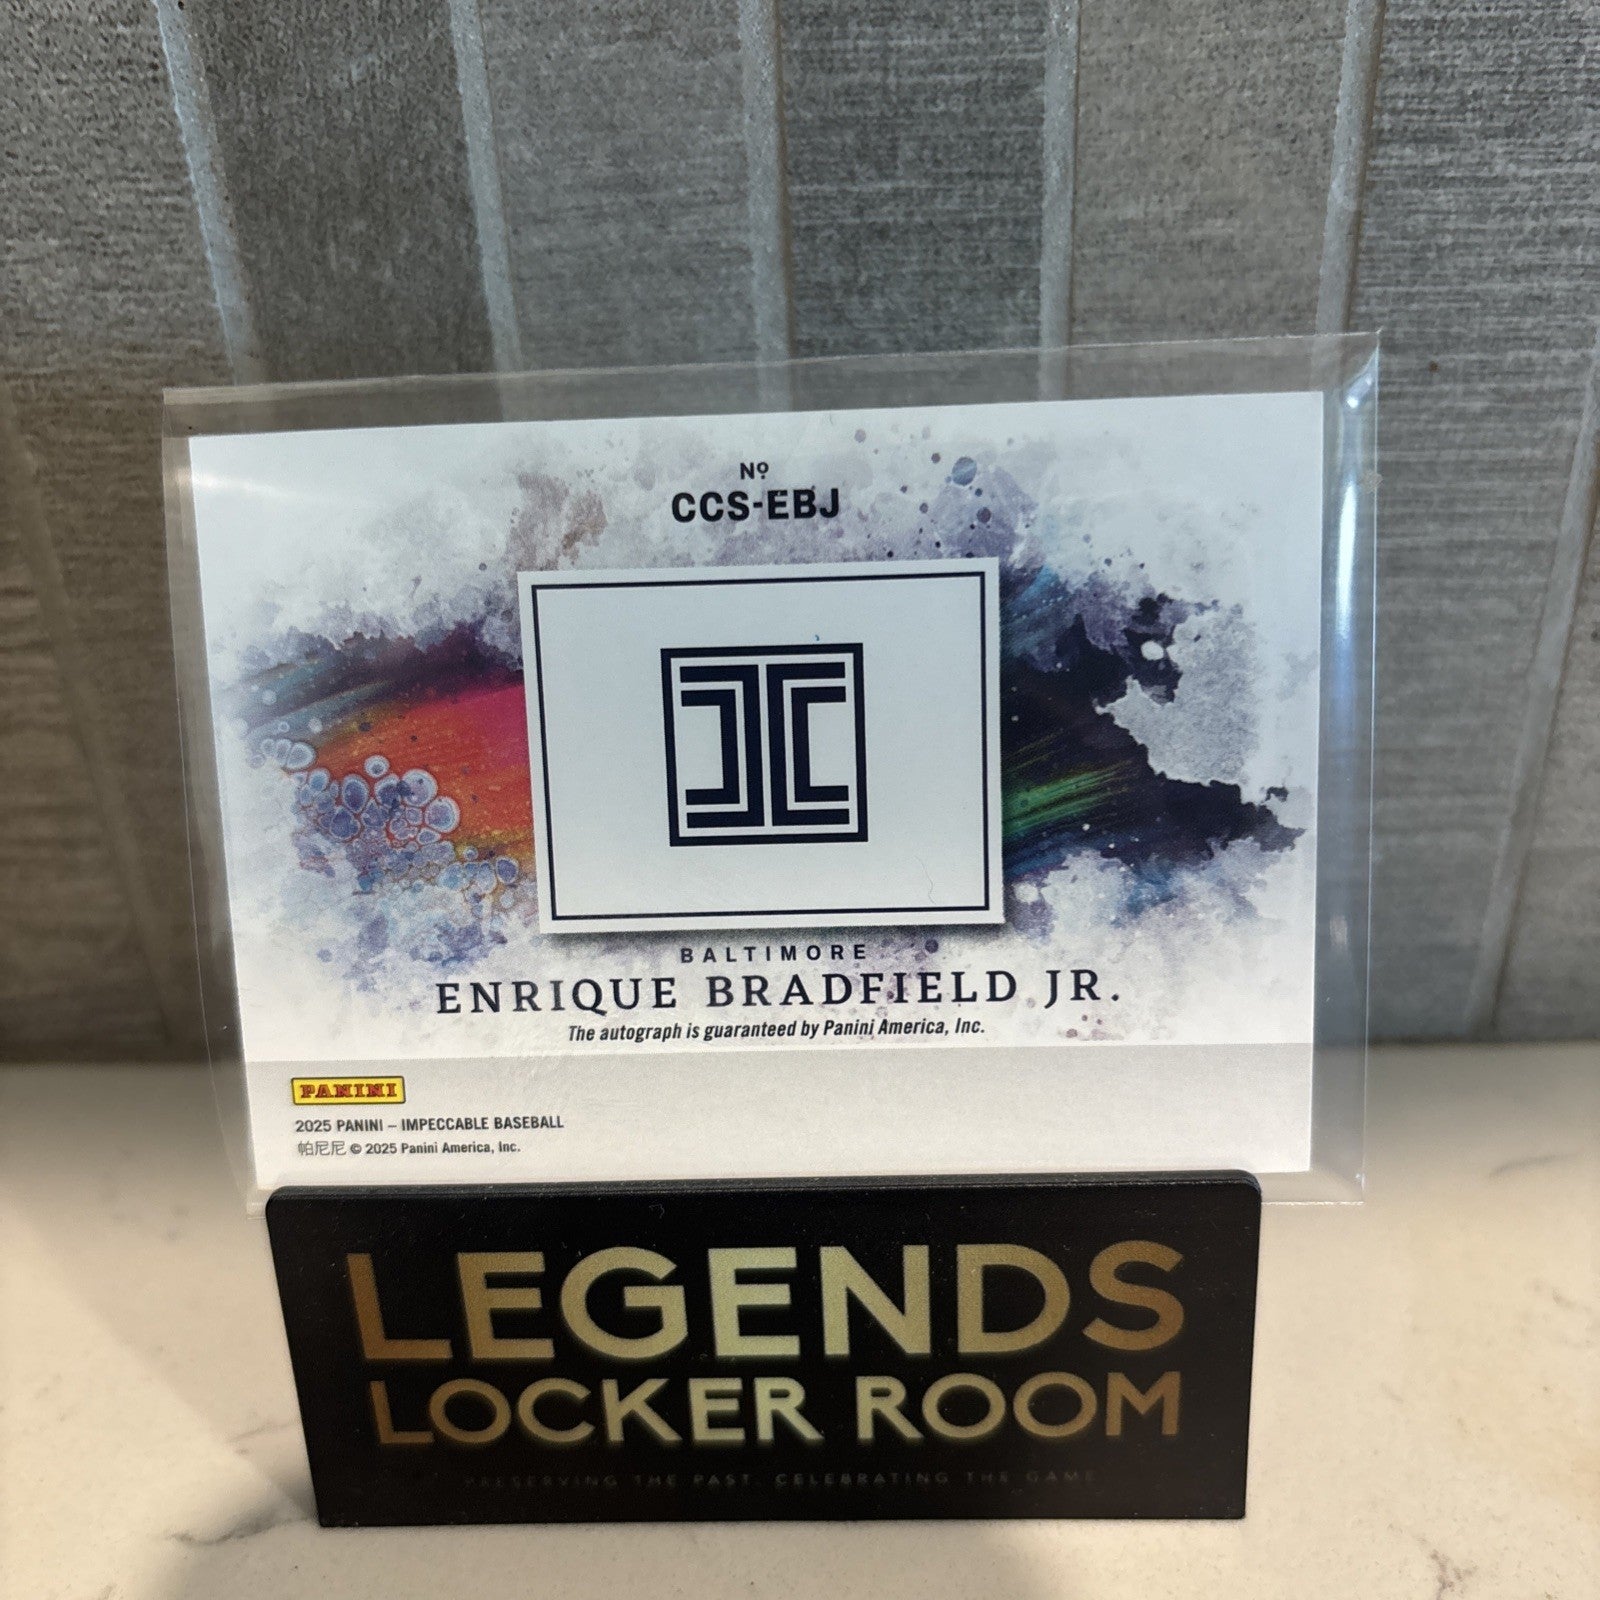 Nº
CCS-EBJ
BALTIMORE
ENRIQUE BRADFIELD JR.
The autograph is guaranteed by Panini America, Inc.
PANINI
2025 PANINI – IMPECCABLE BASEBALL
帕尼尼 © 2025 Panini America, Inc.
LEGENDS
LOCKER ROOM
PRESERVING THE PAST. CELEBRATING THE GAME